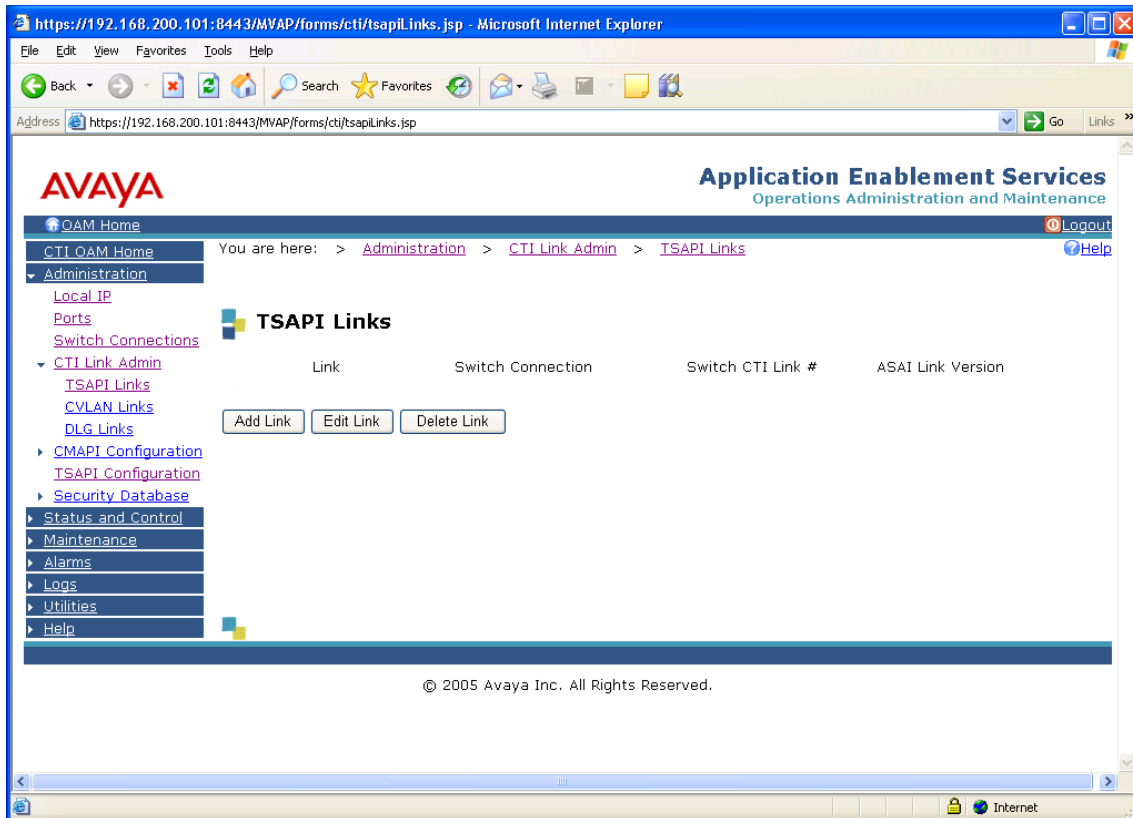 https://192.168.200.101:8443/MVAP/forms/cti/tsapiLinks.jsp - Microsoft Internet Explorer
File Edit View Favorites Tools Help
Back Search Favorites
Address https://192.168.200.101:8443/MVAP/forms/cti/tsapiLinks.jsp Go Links »
AVAYA
Application Enablement Services
Operations Administration and Maintenance
OAM Home Logout
CTI OAM Home
You are here: > Administration > CTI Link Admin > TSAPI Links
Help
Administration
Local IP
Ports
Switch Connections
CTI Link Admin
TSAPI Links
CVLAN Links
DLG Links
CMAPI Configuration
TSAPI Configuration
Security Database
Status and Control
Maintenance
Alarms
Logs
Utilities
Help
TSAPI Links
Link Switch Connection Switch CTI Link # ASAI Link Version
Add Link Edit Link Delete Link
© 2005 Avaya Inc. All Rights Reserved.
Internet